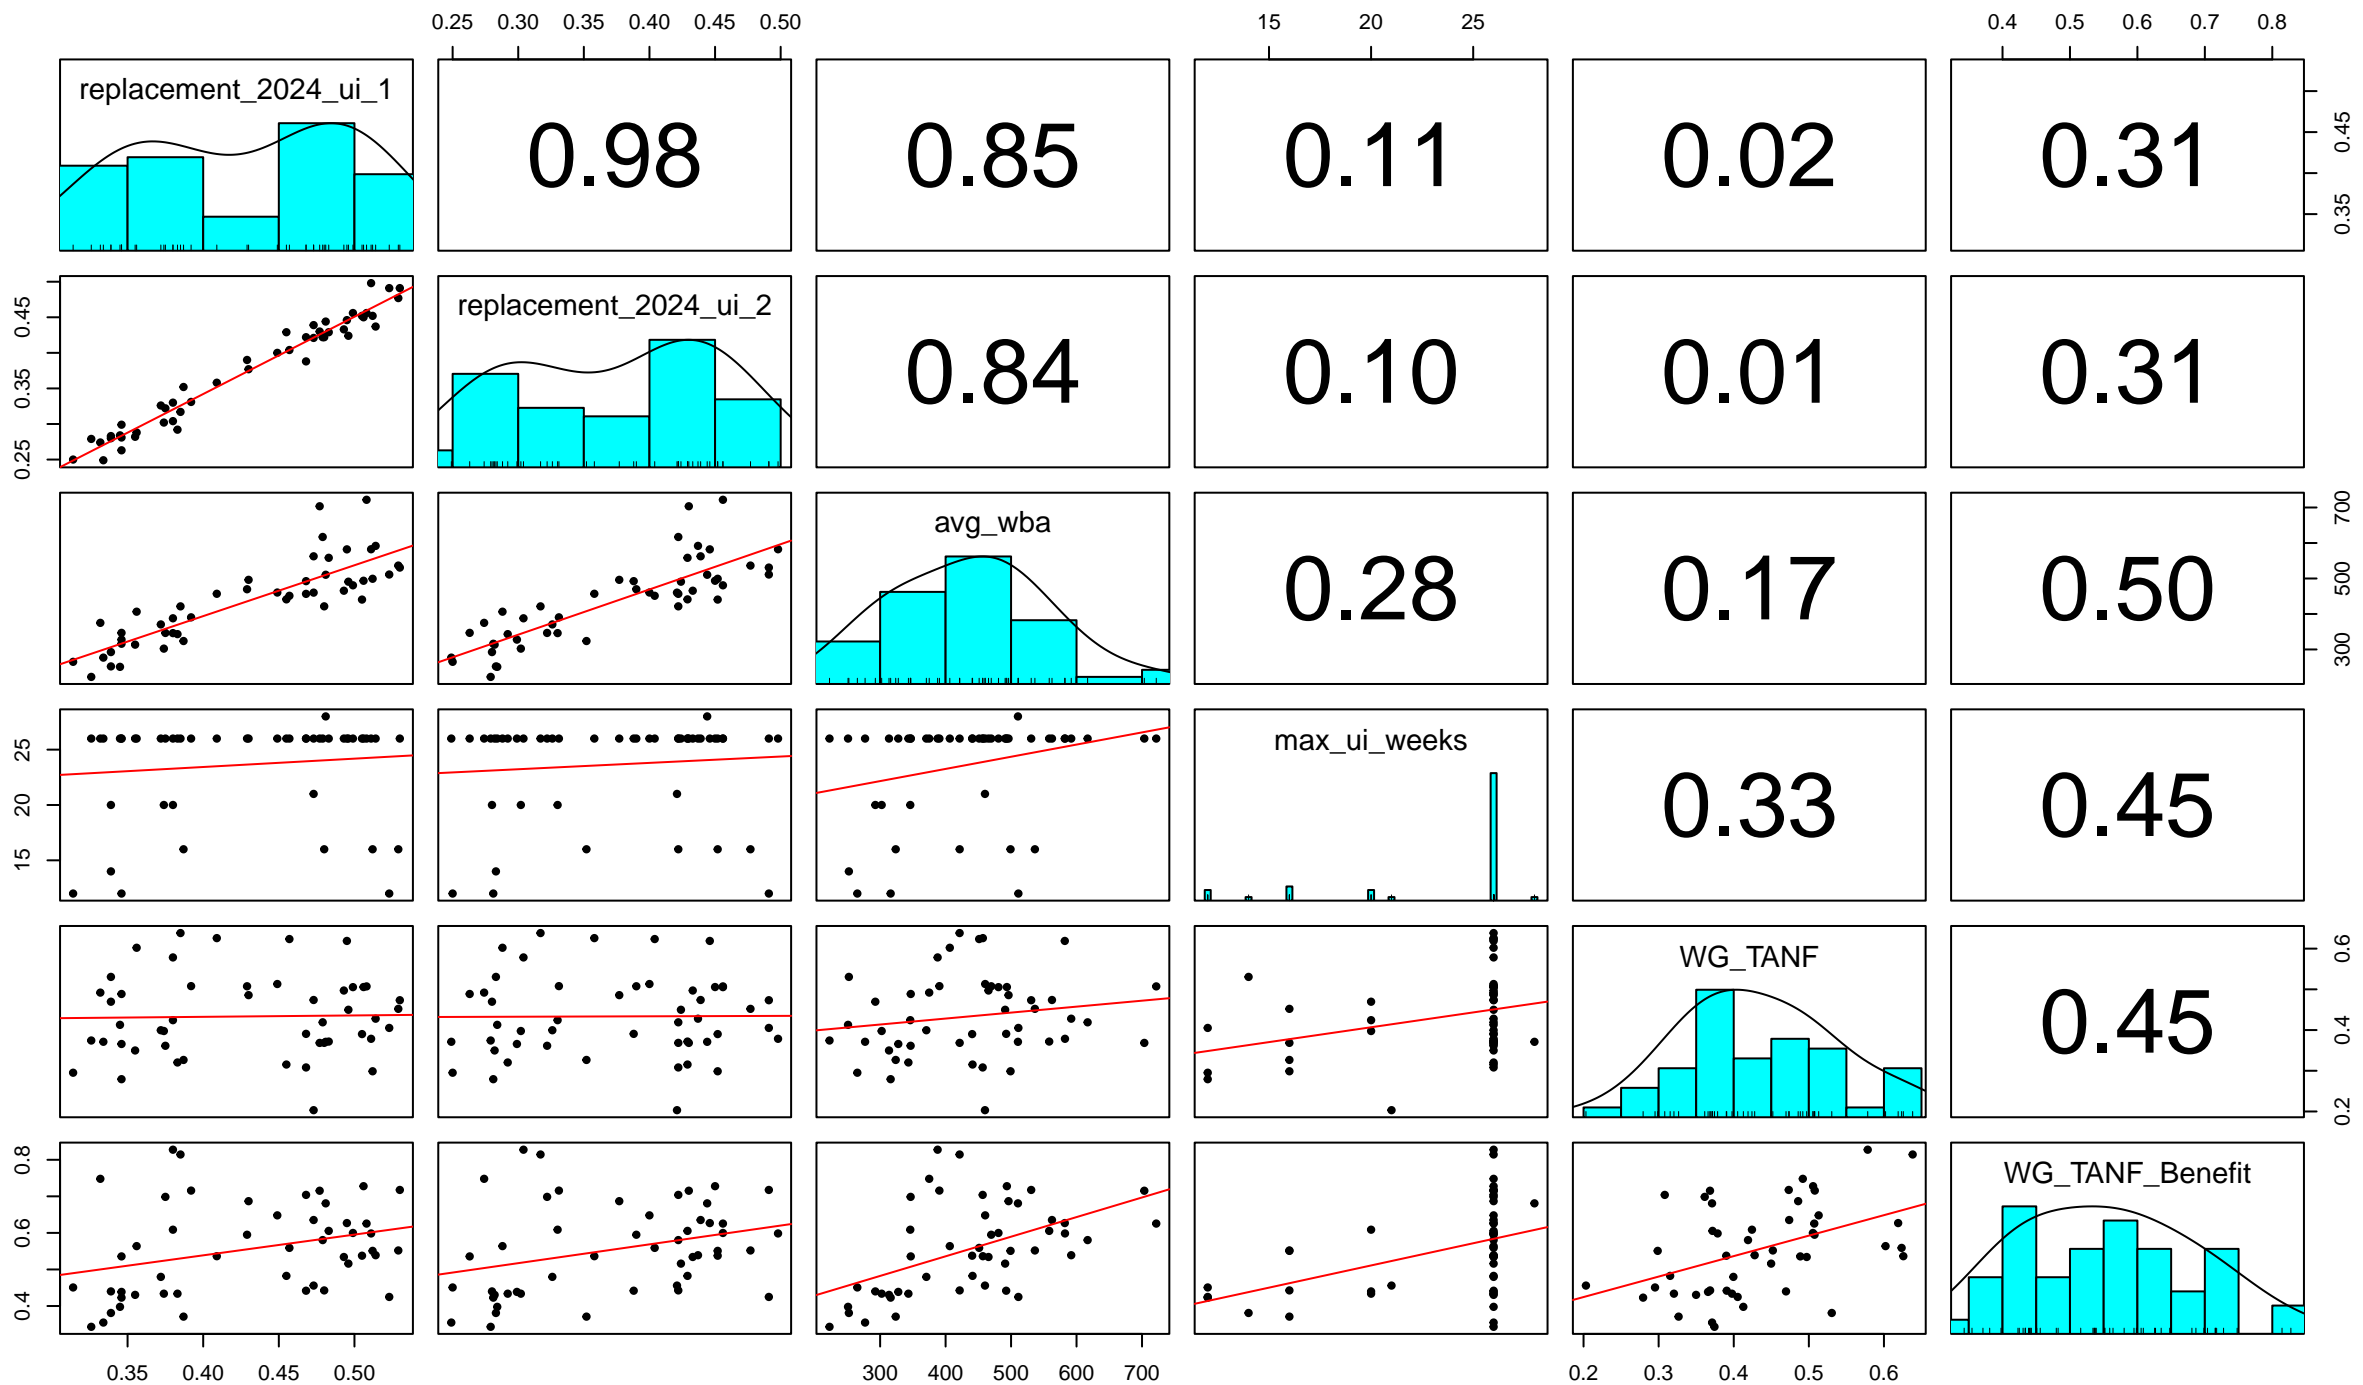 0.25 0.30 0.35 0.40 0.45 0.50 15 20 25 0.4 0.5 0.6 0.7 0.8
replacement_2024_ui_1 0.98 0.85 0.11 0.02 0.31 0.35 0.45
0.25 0.35 0.45 replacement_2024_ui_2 0.84 0.10 0.01 0.31
avg_wba 0.28 0.17 0.50 300 500 700
15 20 25 max_ui_weeks 0.33 0.45
WG_TANF 0.45 0.2 0.4 0.6
0.4 0.6 0.8 WG_TANF_Benefit
0.35 0.40 0.45 0.50 300 400 500 600 700 0.2 0.3 0.4 0.5 0.6